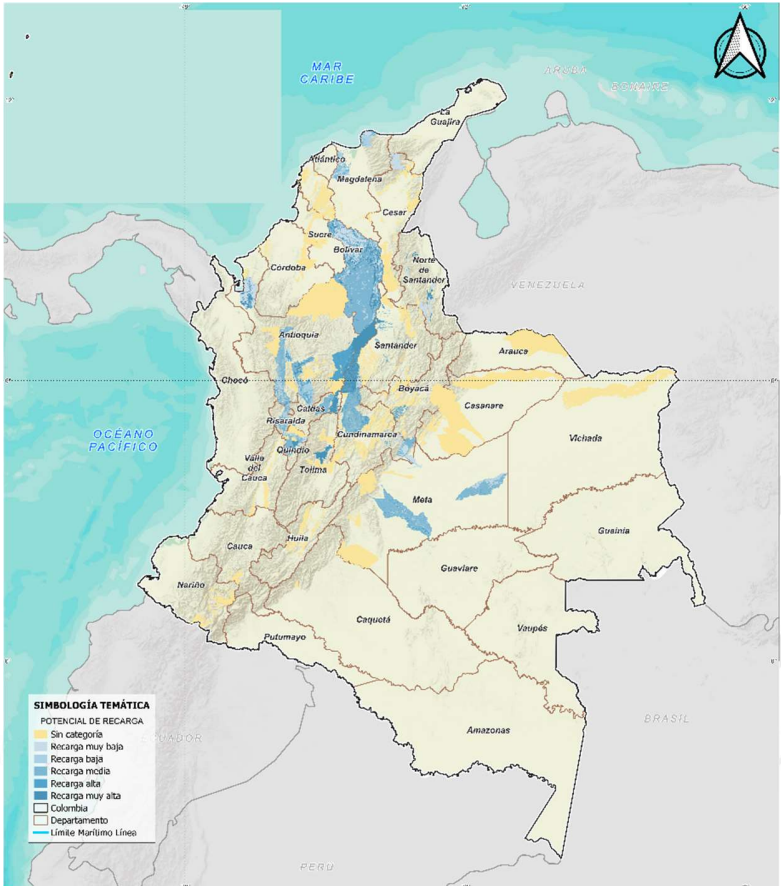 MAR
CARIBE
ARUBA
BONAIRE
La
Guajira
Atlántico
Magdalena
Cesar
Sucre
Bolívar
Norte
de
Santander
Córdoba
VENEZUELA
Antioquia
Santander
Arauca
Chocó
Boyacá
Caldas
Casanare
Risaralda
OCÉANO
PACÍFICO
Cundinamarca
Vichada
Quindío
Valle
del
Cauca
Tolima
Meta
Guainía
Huila
Cauca
Guaviare
Nariño
Caquetá
Vaupés
Putumayo
SIMBOLOGÍA TEMÁTICA
POTENCIAL DE RECARGA
Sin categoría
Recarga muy baja
Recarga baja
Recarga media
Recarga alta
Recarga muy alta
Colombia
Departamento
Límite Marítimo Línea
ECUADOR
BRASIL
Amazonas
PERU